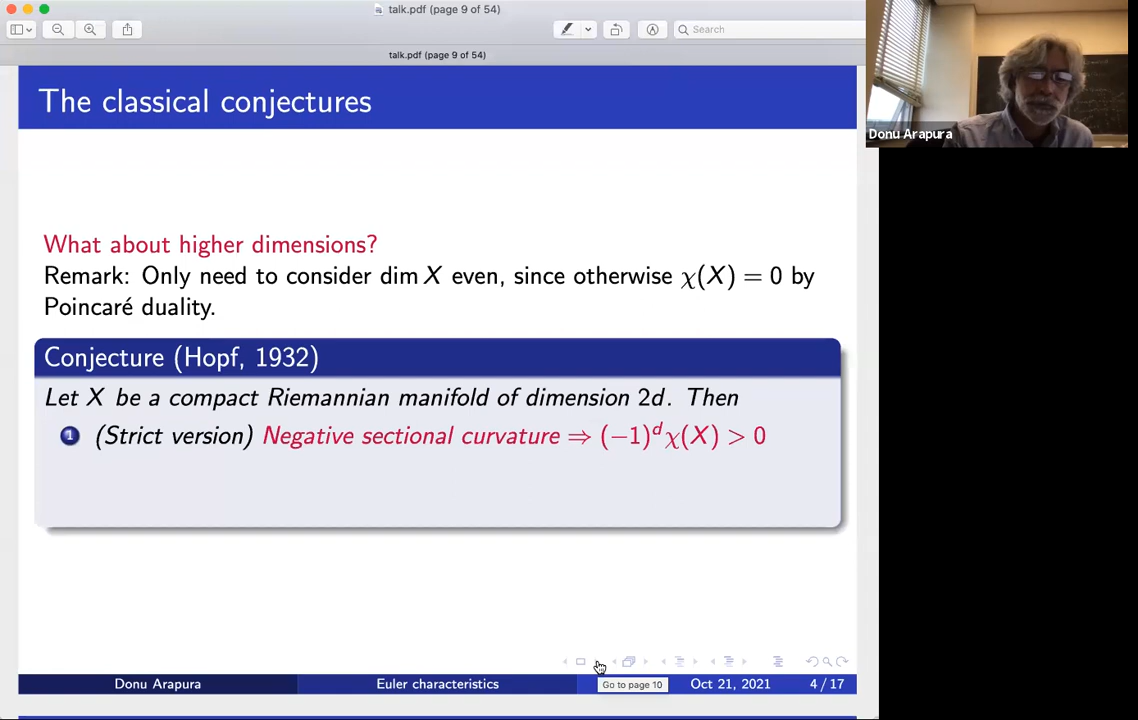 talk.pdf (page 9 of 54)
Search
talk.pdf (page 9 of 54)
The classical conjectures
Donu Arapura
What about higher dimensions?
Remark: Only need to consider dim X even, since otherwise χ(X) = 0 by
Poincaré duality.
Conjecture (Hopf, 1932)
Let X be a compact Riemannian manifold of dimension 2d. Then
1 (Strict version) Negative sectional curvature ⇒ (−1)^d χ(X) > 0
Donu Arapura Euler characteristics Oct 21, 2021 4 / 17
Go to page 10